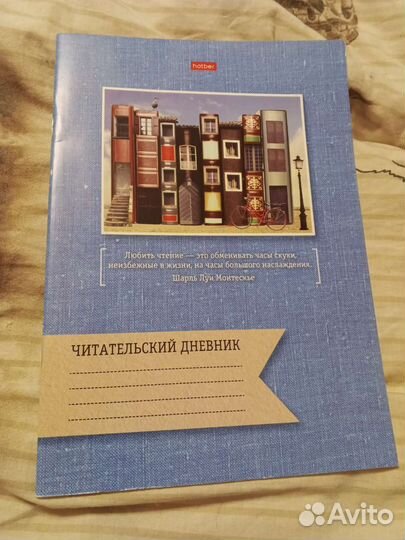 hatber
Любить чтение — это обменивать часы скуки,
неизбежные в жизни, на часы большого наслаждения.
Шарль Луи Монтескье
ЧИТАТЕЛЬСКИЙ ДНЕВНИК
Avito